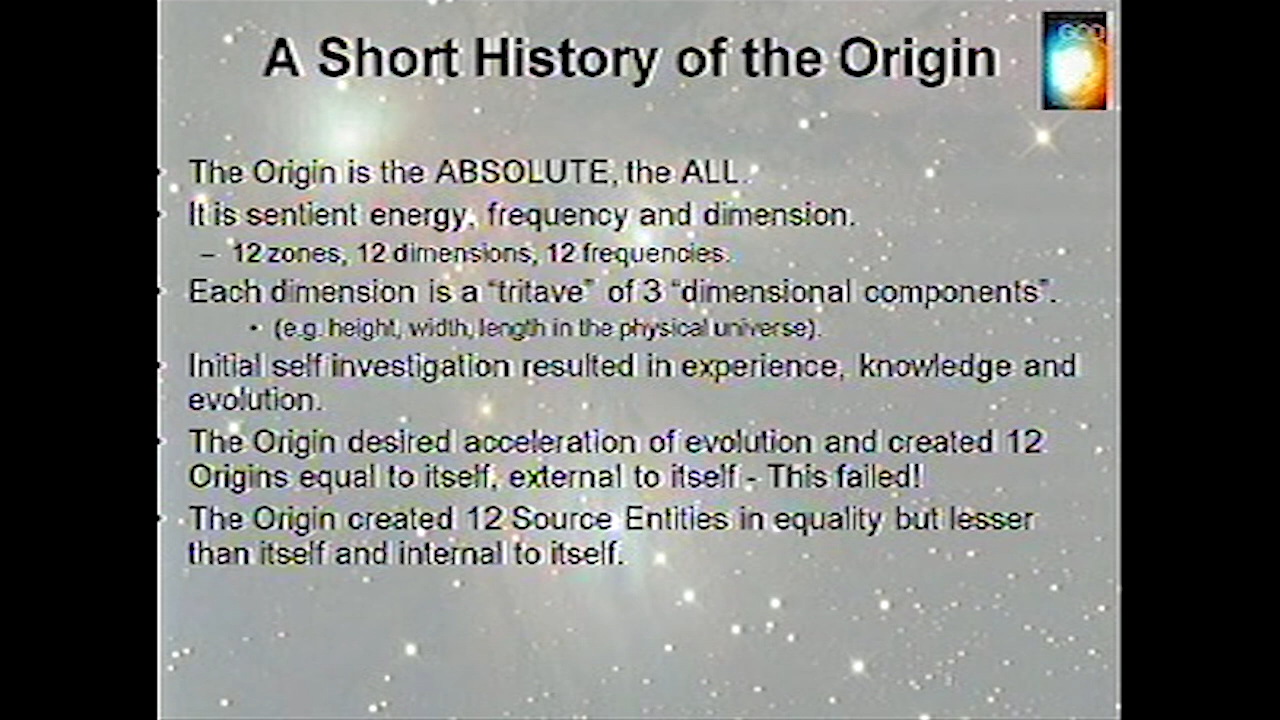 A Short History of the Origin
GOD
The Origin is the ABSOLUTE, the ALL.
It is sentient energy, frequency and dimension.
– 12 zones, 12 dimensions, 12 frequencies.
Each dimension is a “tritave” of 3 “dimensional components”.
• (e.g. height, width, length in the physical universe).
Initial self investigation resulted in experience, knowledge and
evolution.
The Origin desired acceleration of evolution and created 12
Origins equal to itself, external to itself - This failed!
The Origin created 12 Source Entities in equality but lesser
than itself and internal to itself.